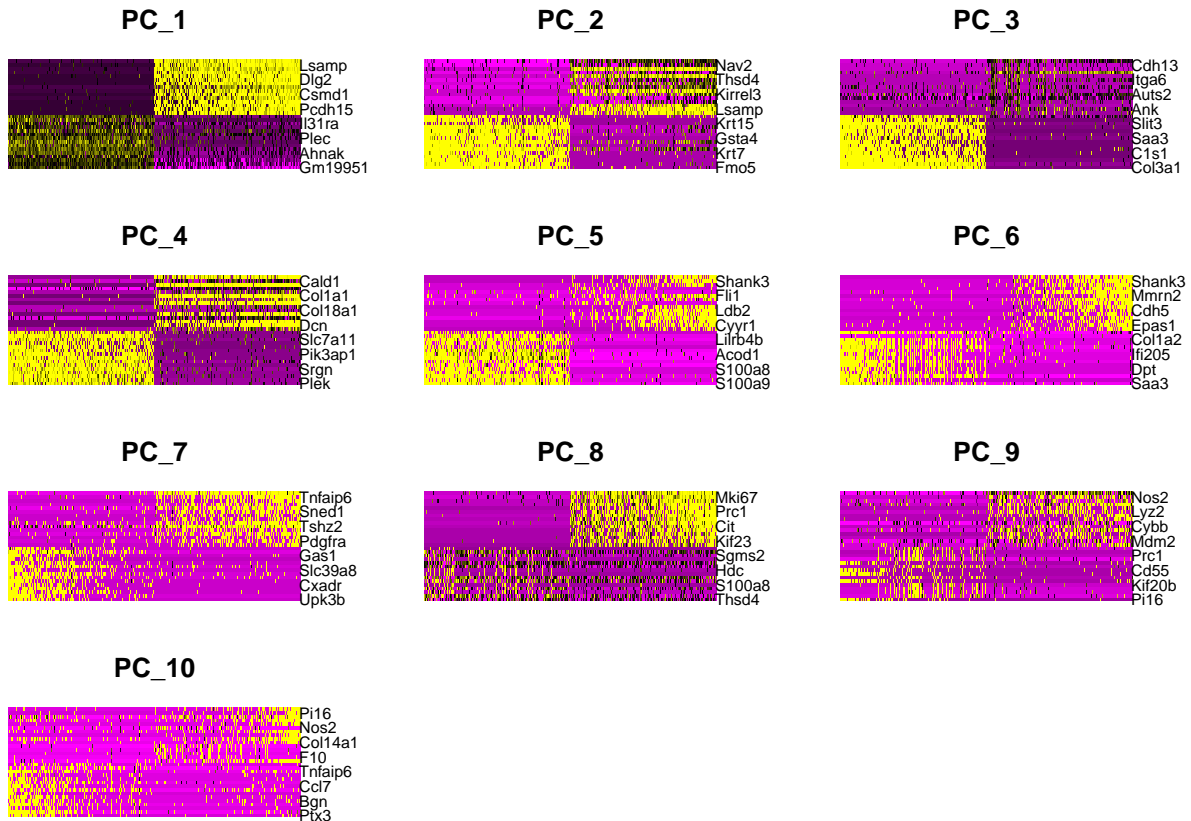 PC_1
Lsamp
Dlg2
Csmd1
Pcdh15
Il31ra
Plec
Ahnak
Gm19951
PC_2
Nav2
Thsd4
Kirrel3
Lsamp
Krt15
Gsta4
Krt7
Fmo5
PC_3
Cdh13
Itga6
Auts2
Ank
Slit3
Saa3
C1s1
Col3a1
PC_4
Cald1
Col1a1
Col18a1
Dcn
Slc7a11
Pik3ap1
Srgn
Plek
PC_5
Shank3
Fli1
Ldb2
Cyyr1
Lilrb4b
Acod1
S100a8
S100a9
PC_6
Shank3
Mmrn2
Cdh5
Epas1
Col1a2
Ifi205
Dpt
Saa3
PC_7
Tnfaip6
Sned1
Tshz2
Pdgfra
Gas1
Slc39a8
Cxadr
Upk3b
PC_8
Mki67
Prc1
Cit
Kif23
Sgms2
Hdc
S100a8
Thsd4
PC_9
Nos2
Lyz2
Cybb
Mdm2
Prc1
Cd55
Kif20b
Pi16
PC_10
Pi16
Nos2
Col14a1
F10
Tnfaip6
Ccl7
Bgn
Ptx3